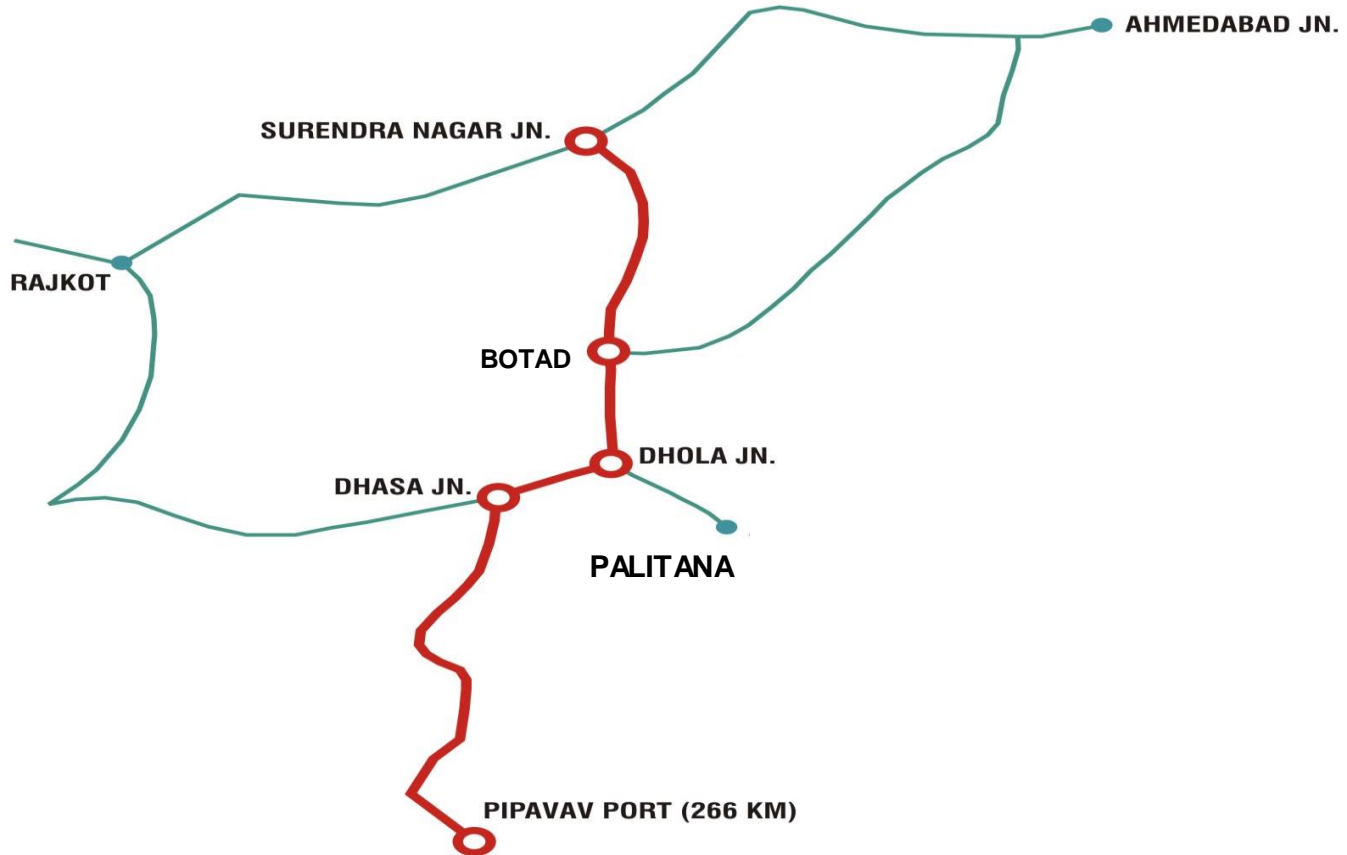 AHMEDABAD JN.
SURENDRA NAGAR JN.
RAJKOT
BOTAD
DHOLA JN.
DHASA JN.
PALITANA
PIPAVAV PORT (266 KM)